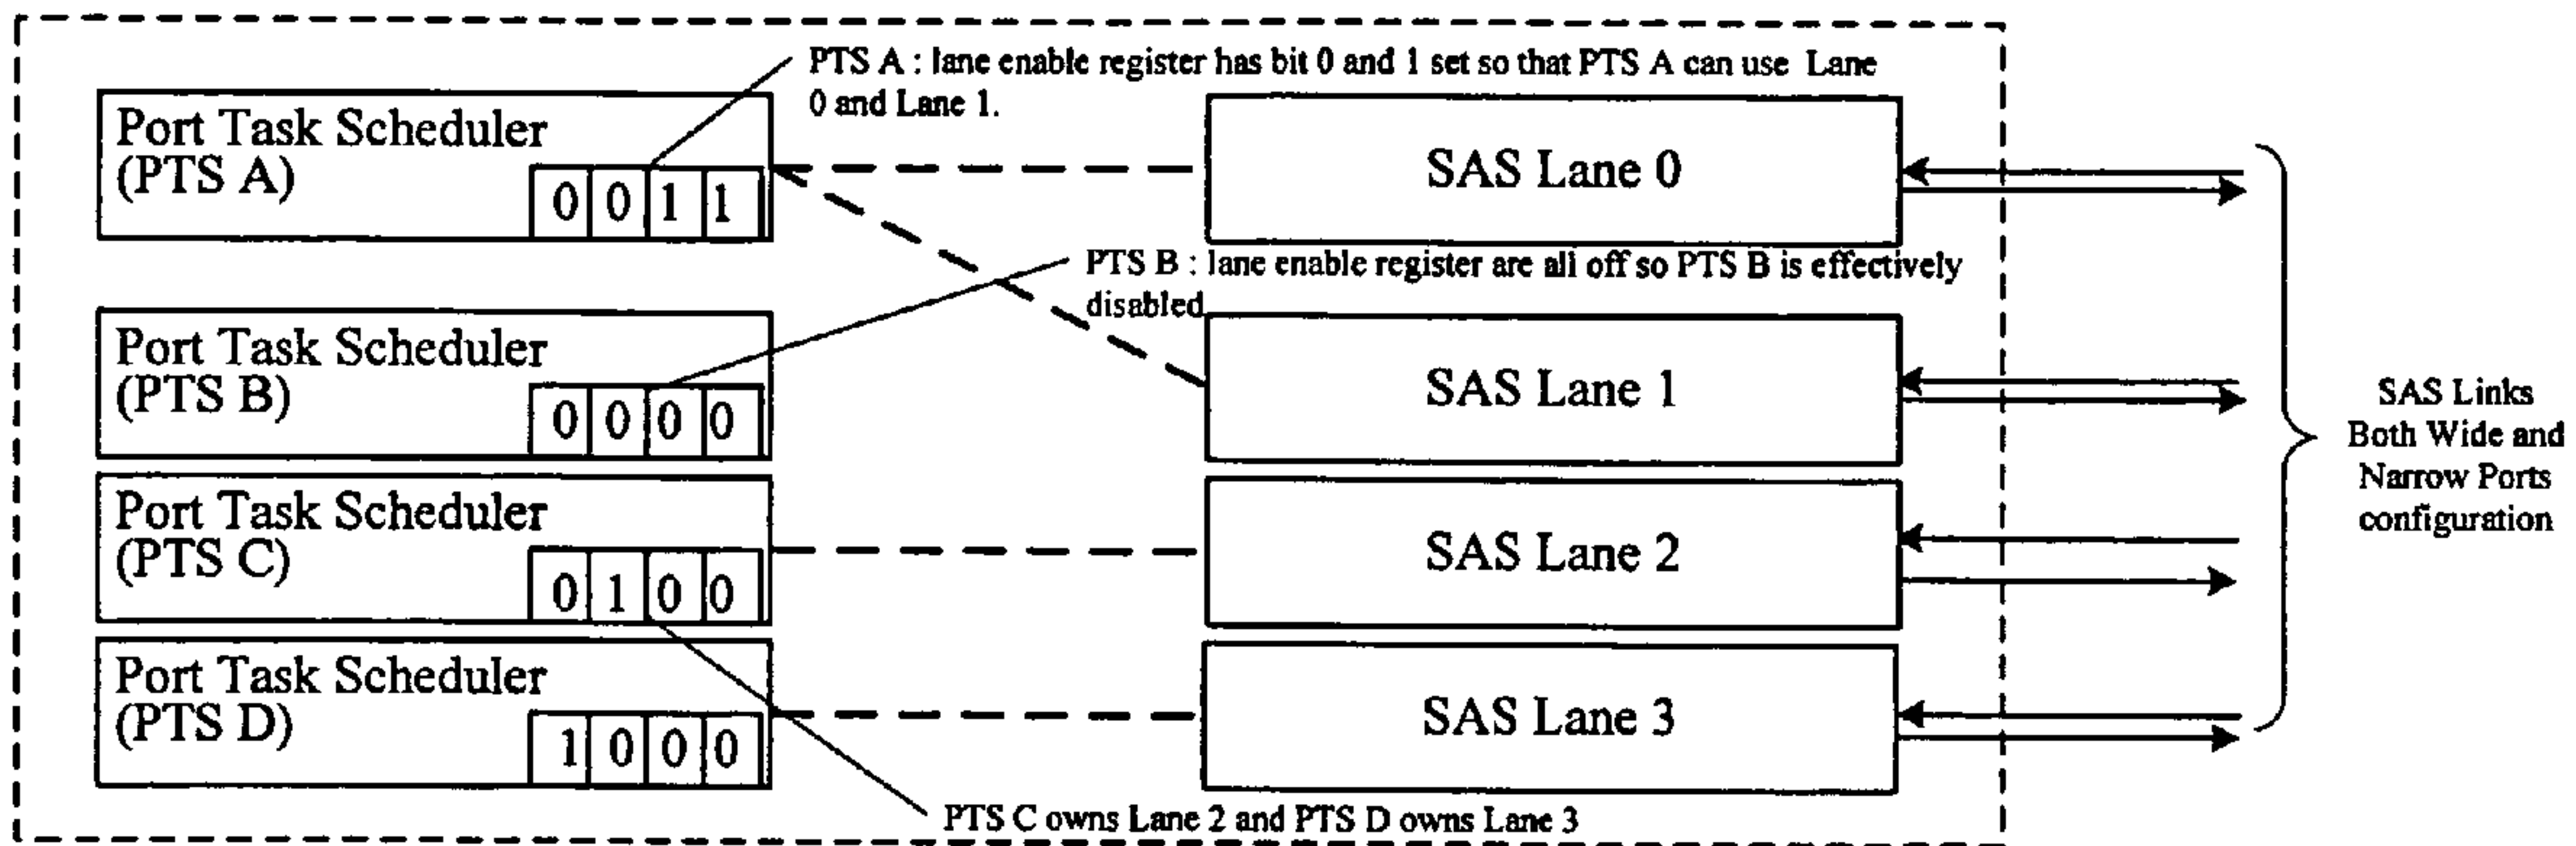 PTS A : lane enable register has bit 0 and 1 set so that PTS A can use Lane
0 and Lane 1.
Port Task Scheduler
(PTS A)
0 0 1 1
SAS Lane 0
PTS B : lane enable register are all off so PTS B is effectively
disabled
Port Task Scheduler
(PTS B)
0 0 0 0
SAS Lane 1
Port Task Scheduler
(PTS C)
0 1 0 0
SAS Lane 2
Port Task Scheduler
(PTS D)
1 0 0 0
SAS Lane 3
PTS C owns Lane 2 and PTS D owns Lane 3
SAS Links
Both Wide and
Narrow Ports
configuration